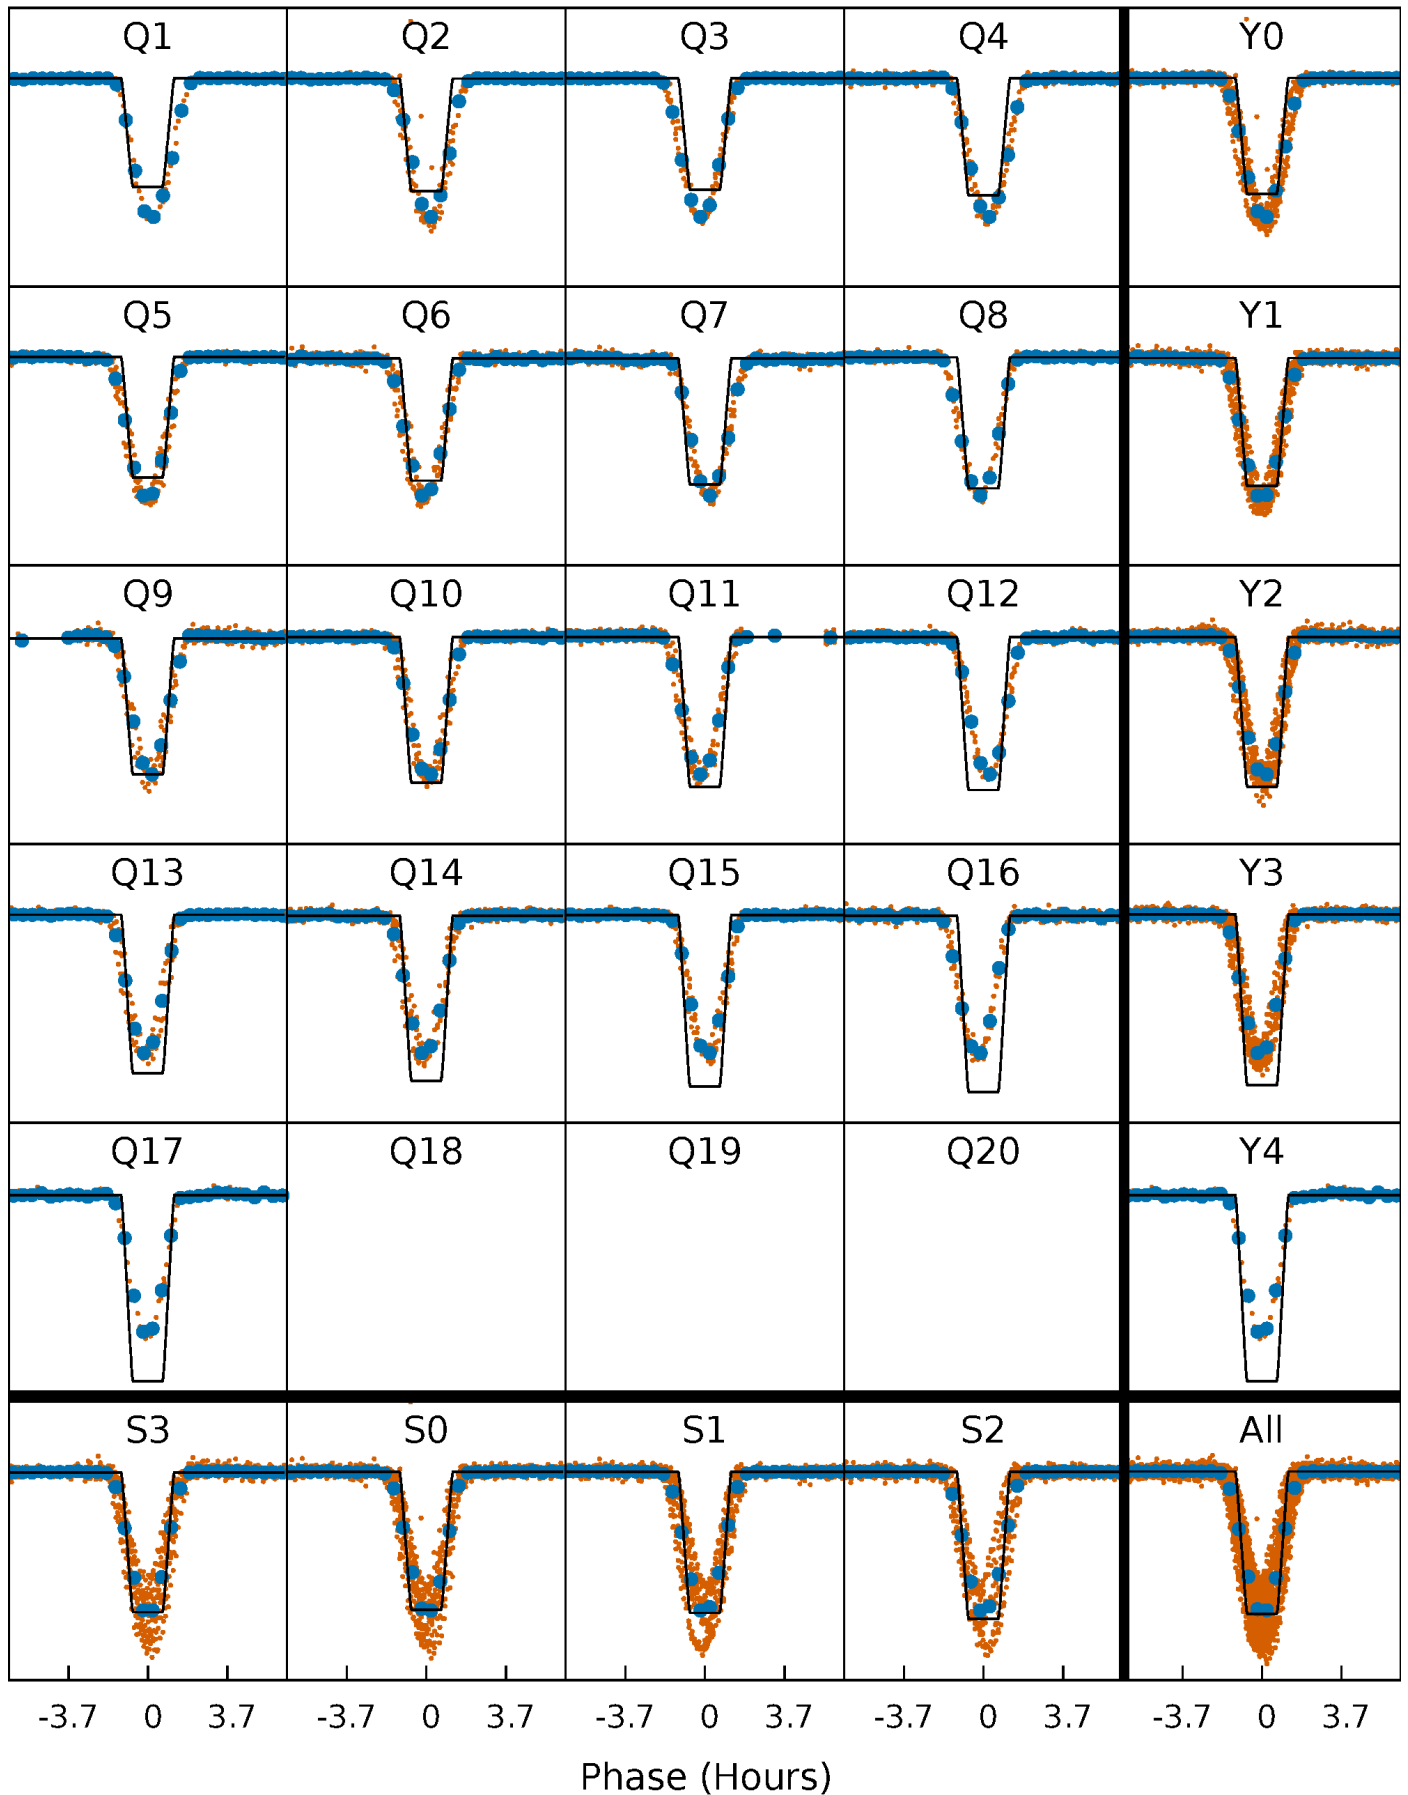 Q1 Q2 Q3 Q4 Y0
Q5 Q6 Q7 Q8 Y1
Q9 Q10 Q11 Q12 Y2
Q13 Q14 Q15 Q16 Y3
Q17 Q18 Q19 Q20 Y4
S3 S0 S1 S2 All
-3.7 0 3.7 -3.7 0 3.7 -3.7 0 3.7 -3.7 0 3.7 -3.7 0 3.7
Phase (Hours)